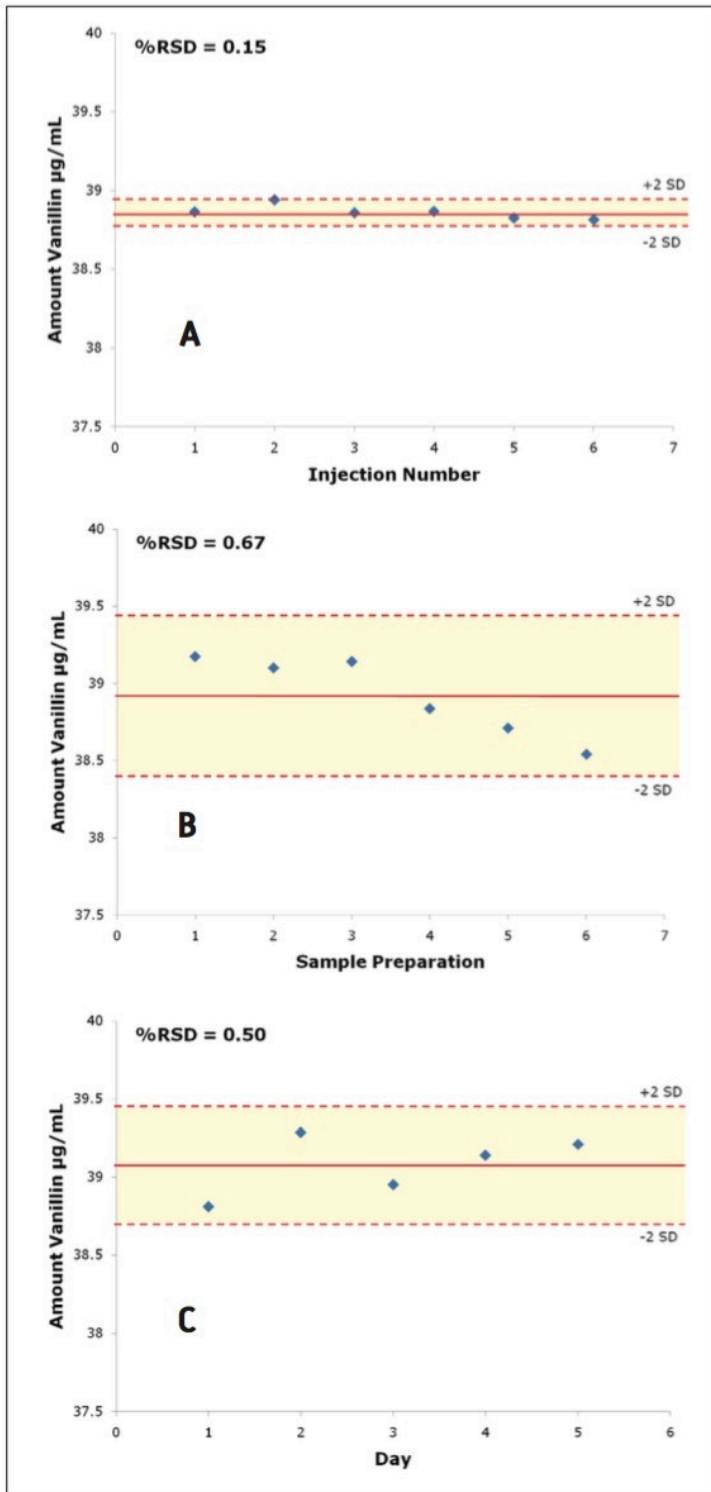 40
%RSD = 0.15
39.5
+2 SD
39
-2 SD
38.5
38
A
37.5
0 1 2 3 4 5 6 7
Injection Number
Amount Vanillin µg/mL
40
%RSD = 0.67
39.5
+2 SD
39
38.5
-2 SD
38
B
37.5
0 1 2 3 4 5 6 7
Sample Preparation
Amount Vanillin µg/mL
40
%RSD = 0.50
39.5
+2 SD
39
38.5
-2 SD
38
C
37.5
0 1 2 3 4 5 6
Day
Amount Vanillin µg/mL